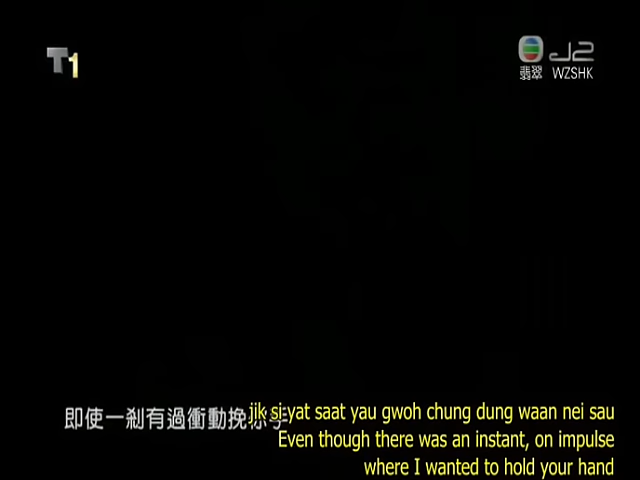 T1
J2
翡翠 WZSHK
即使一剎有過衝動挽你手
jik si yat saat yau gwoh chung dung waan nei sau
Even though there was an instant, on impulse
where I wanted to hold your hand